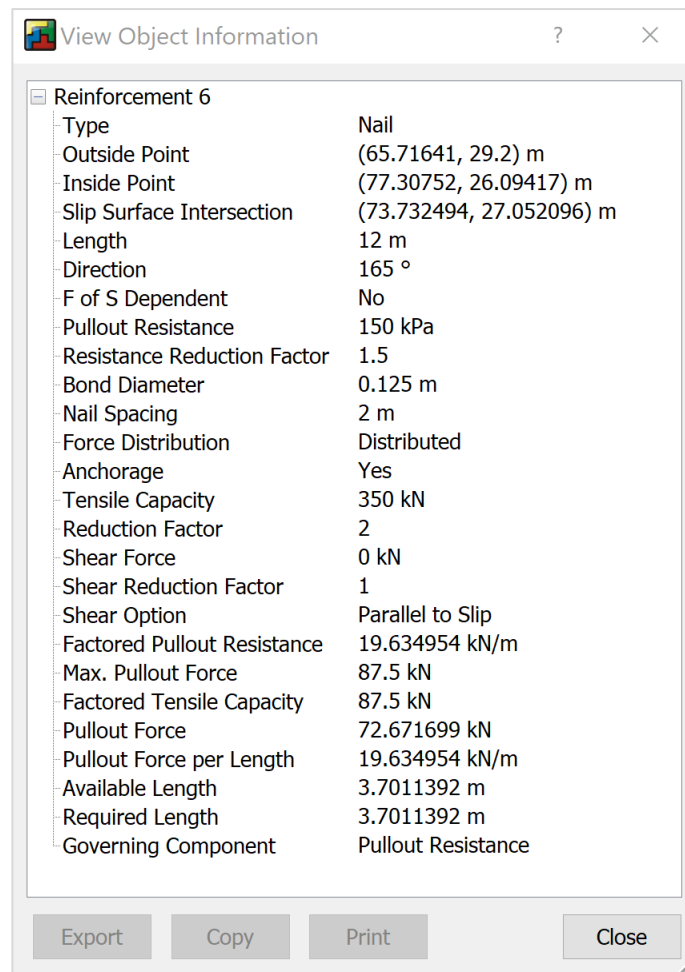 View Object Information ? ×
Reinforcement 6
Type Nail
Outside Point (65.71641, 29.2) m
Inside Point (77.30752, 26.09417) m
Slip Surface Intersection (73.732494, 27.052096) m
Length 12 m
Direction 165 °
F of S Dependent No
Pullout Resistance 150 kPa
Resistance Reduction Factor 1.5
Bond Diameter 0.125 m
Nail Spacing 2 m
Force Distribution Distributed
Anchorage Yes
Tensile Capacity 350 kN
Reduction Factor 2
Shear Force 0 kN
Shear Reduction Factor 1
Shear Option Parallel to Slip
Factored Pullout Resistance 19.634954 kN/m
Max. Pullout Force 87.5 kN
Factored Tensile Capacity 87.5 kN
Pullout Force 72.671699 kN
Pullout Force per Length 19.634954 kN/m
Available Length 3.7011392 m
Required Length 3.7011392 m
Governing Component Pullout Resistance
Export Copy Print Close